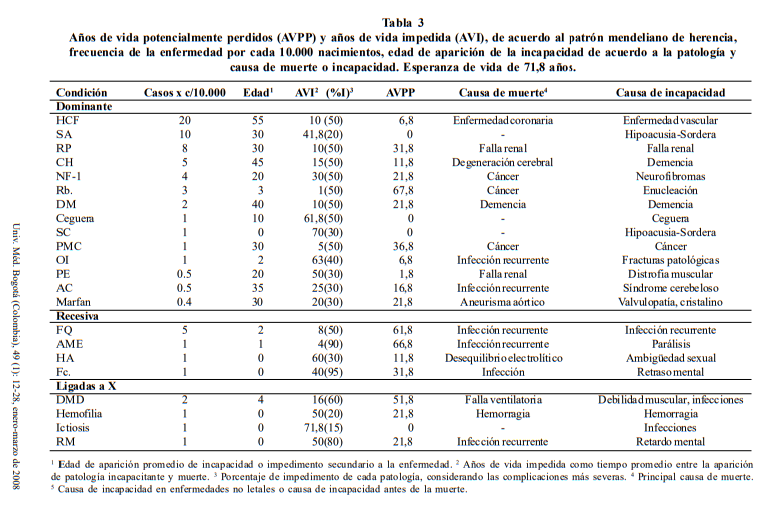 Tabla 3
Años de vida potencialmente perdidos (AVPP) y años de vida impedida (AVI), de acuerdo al patrón mendeliano de herencia,
frecuencia de la enfermedad por cada 10.000 nacimientos, edad de aparición de la incapacidad de acuerdo a la patología y
causa de muerte o incapacidad. Esperanza de vida de 71,8 años.
Condición Casos x c/10.000 Edad¹ AVI² (%I)³ AVPP Causa de muerte⁴ Causa de incapacidad
Dominante
HCF 20 55 10 (50) 6,8 Enfermedad coronaria Enfermedad vascular
SA 10 30 41,8(20) 0 - Hipoacusia-Sordera
RP 8 30 10(50) 31,8 Falla renal Falla renal
CH 5 45 15(50) 11,8 Degeneración cerebral Demencia
NF-1 4 20 30(50) 21,8 Cáncer Neurofibromas
Rb. 3 3 1(50) 67,8 Cáncer Enucleación
DM 2 40 10(50) 21,8 Demencia Demencia
Ceguera 1 10 61,8(50) 0 - Ceguera
SC 1 0 70(30) 0 - Hipoacusia-Sordera
PMC 1 30 5(50) 36,8 Cáncer Cáncer
OI 1 2 63(40) 6,8 Infección recurrente Fracturas patológicas
PE 0.5 20 50(30) 1,8 Falla renal Distrofia muscular
AC 0.5 35 25(30) 16,8 Infección recurrente Síndrome cerebeloso
Marfan 0.4 30 20(30) 21,8 Aneurisma aórtico Valvulopatía, cristalino
Recesiva
FQ 5 2 8(50) 61,8 Infección recurrente Infección recurrente
AME 1 1 4(90) 66,8 Infección recurrente Parálisis
HA 1 0 60(30) 11,8 Desequilibrio electrolítico Ambigüedad sexual
Fc. 1 0 40(95) 31,8 Infección Retraso mental
Ligadas a X
DMD 2 4 16(60) 51,8 Falla ventilatoria Debilidad muscular, infecciones
Hemofilia 1 0 50(20) 21,8 Hemorragia Hemorragia
Ictiosis 1 0 71,8(15) 0 - Infecciones
RM 1 0 50(80) 21,8 Infección recurrente Retardo mental
¹ Edad de aparición promedio de incapacidad o impedimento secundario a la enfermedad. ² Años de vida impedida como tiempo promedio entre la aparición
de patología incapacitante y muerte. ³ Porcentaje de impedimento de cada patología, considerando las complicaciones más severas. ⁴ Principal causa de muerte.
⁵ Causa de incapacidad en enfermedades no letales o causa de incapacidad antes de la muerte.
Univ. Méd. Bogotá (Colombia), 49 (1): 12-28, enero-marzo de 2008